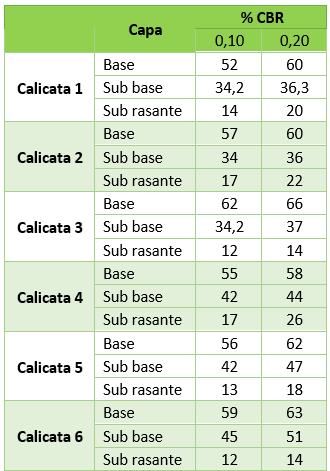 Capa % CBR
0,10 0,20
Calicata 1 Base 52 60
Sub base 34,2 36,3
Sub rasante 14 20
Calicata 2 Base 57 60
Sub base 34 36
Sub rasante 17 22
Calicata 3 Base 62 66
Sub base 34,2 37
Sub rasante 12 14
Calicata 4 Base 55 58
Sub base 42 44
Sub rasante 17 26
Calicata 5 Base 56 62
Sub base 42 47
Sub rasante 13 18
Calicata 6 Base 59 63
Sub base 45 51
Sub rasante 12 14